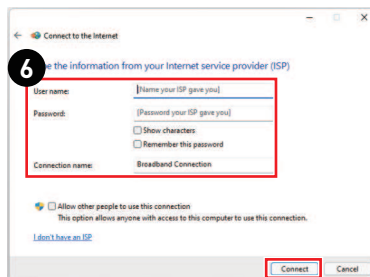 Connect to the Internet
6
e the information from your Internet service provider (ISP)
User name:
[Name your ISP gave you]
Password:
[Password your ISP gave you]
Show characters
Remember this password
Connection name:
Broadband Connection
Allow other people to use this connection
This option allows anyone with access to this computer to use this connection.
I don't have an ISP
Connect
Cancel